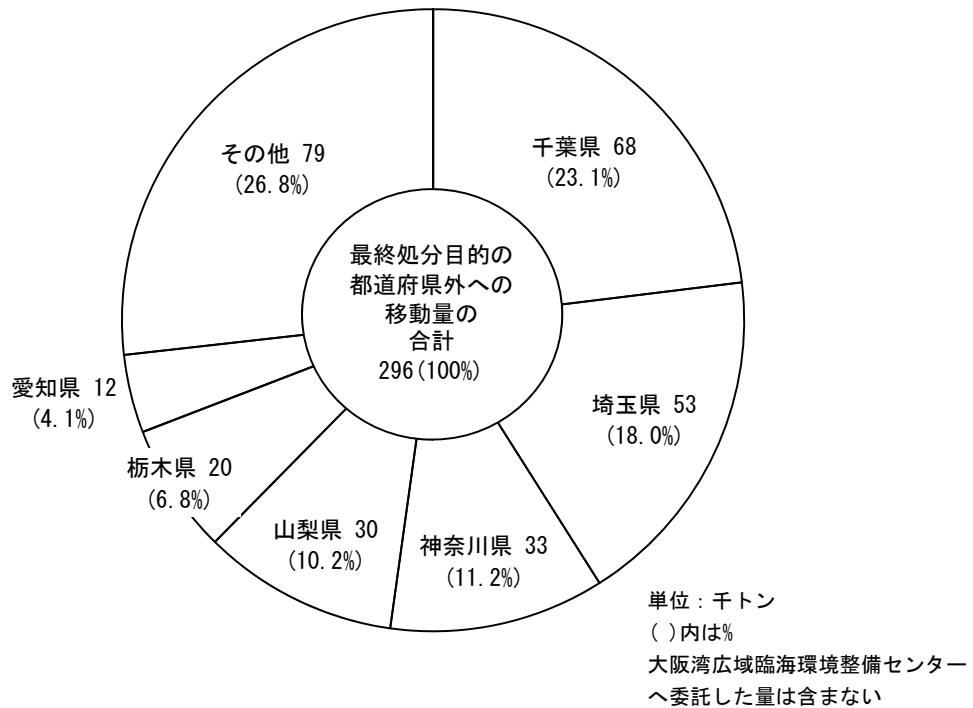 千葉県 68
(23.1%)
埼玉県 53
(18.0%)
神奈川県 33
(11.2%)
山梨県 30
(10.2%)
栃木県 20
(6.8%)
愛知県 12
(4.1%)
その他 79
(26.8%)
最終処分目的の
都道府県外への
移動量の
合計
296(100%)
単位：千トン
( )内は%
大阪湾広域臨海環境整備センター
へ委託した量は含まない